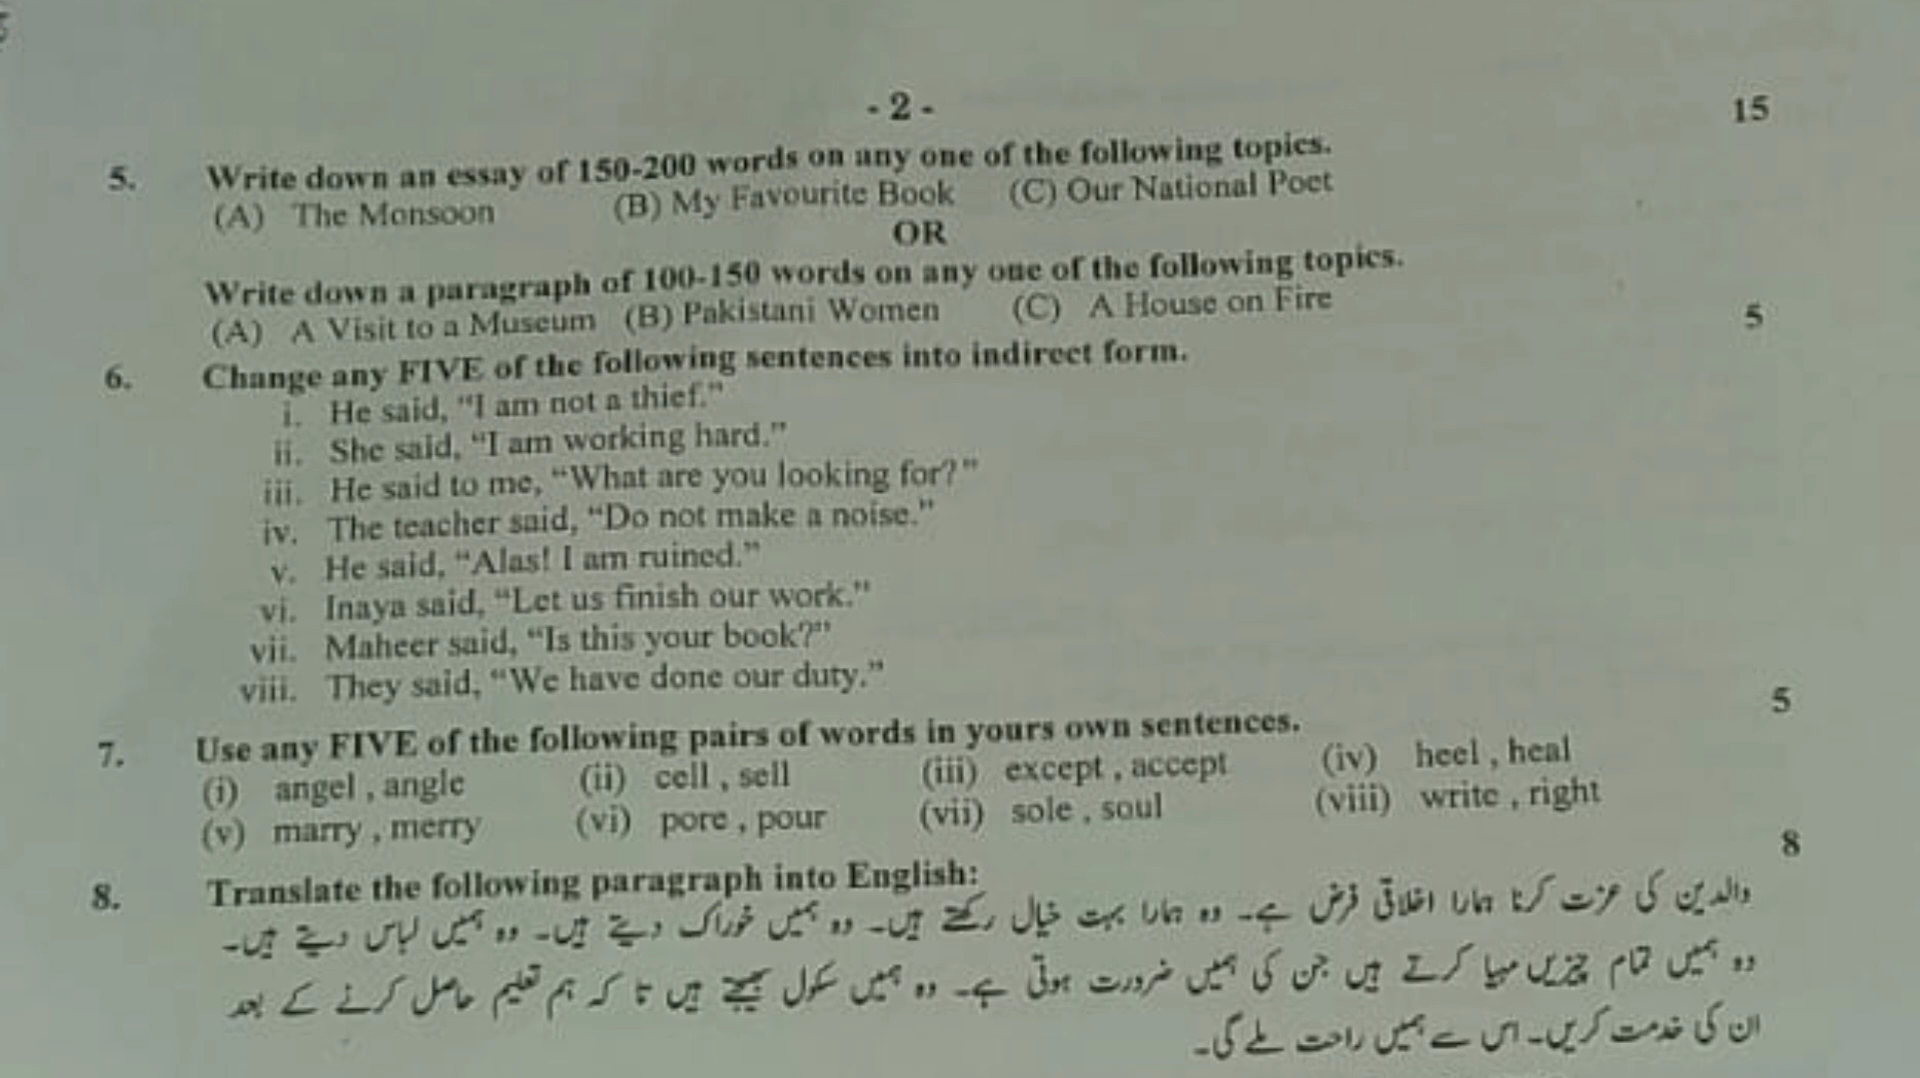 - 2 -
15
5. Write down an essay of 150-200 words on any one of the following topics.
(A) The Monsoon (B) My Favourite Book (C) Our National Poet
OR
Write down a paragraph of 100-150 words on any one of the following topics.
(A) A Visit to a Museum (B) Pakistani Women (C) A House on Fire
6. Change any FIVE of the following sentences into indirect form. 5
i. He said, “I am not a thief.”
ii. She said, “I am working hard.”
iii. He said to me, “What are you looking for?”
iv. The teacher said, “Do not make a noise.”
v. He said, “Alas! I am ruined.”
vi. Inaya said, “Let us finish our work.”
vii. Maheer said, “Is this your book?”
viii. They said, “We have done our duty.”
7. Use any FIVE of the following pairs of words in yours own sentences. 5
(i) angel , angle (ii) cell , sell (iii) except , accept (iv) heel , heal
(v) marry , merry (vi) pore , pour (vii) sole , soul (viii) write , right
8. Translate the following paragraph into English: 8
والدین کی عزت کرنا ہمارا اخلاقی فرض ہے۔ وہ ہمارا بہت خیال رکھتے ہیں۔ وہ ہمیں خوراک دیتے ہیں۔ وہ ہمیں لباس دیتے ہیں۔
وہ ہمیں تمام چیزیں مہیا کرتے ہیں جن کی ہمیں ضرورت ہوتی ہے۔ وہ ہمیں سکول بھیجتے ہیں تا کہ ہم تعلیم حاصل کرنے کے بعد
ان کی خدمت کریں۔ اس سے ہمیں راحت ملے گی۔